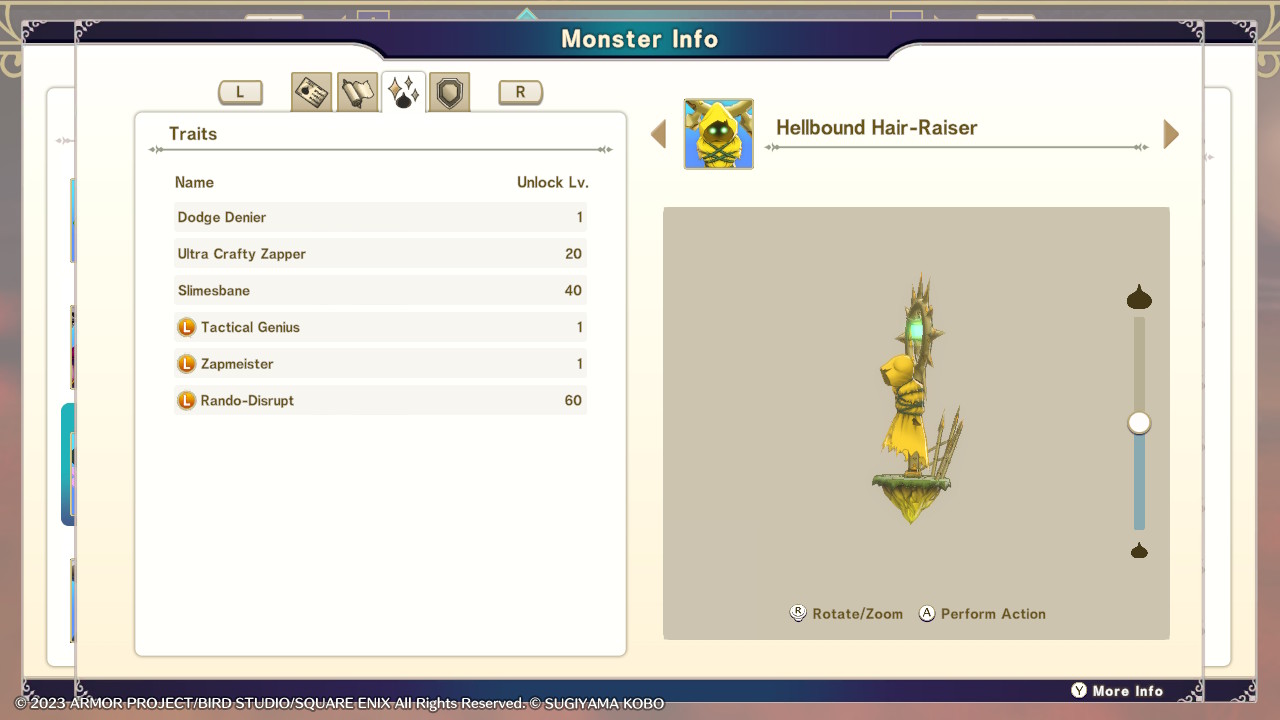 Monster Info
L
R
Traits
Name Unlock Lv.
Dodge Denier 1
Ultra Crafty Zapper 20
Slimesbane 40
L Tactical Genius 1
L Zapmeister 1
L Rando-Disrupt 60
Hellbound Hair-Raiser
R Rotate/Zoom A Perform Action
Y More Info
© 2023 ARMOR PROJECT/BIRD STUDIO/SQUARE ENIX All Rights Reserved. © SUGIYAMA KOBO